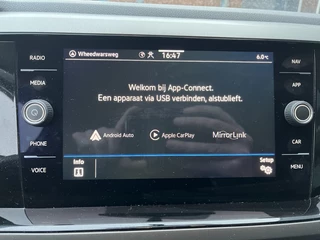 Wheedwarsweg
16:47
6.0°C
RADIO
MEDIA
PHONE
VOICE
Welkom bij App-Connect.
Een apparaat via USB verbinden, alstublieft.
Android Auto
Apple CarPlay
MirrorLink
Info
Setup
NAV
APP
CAR
MENU